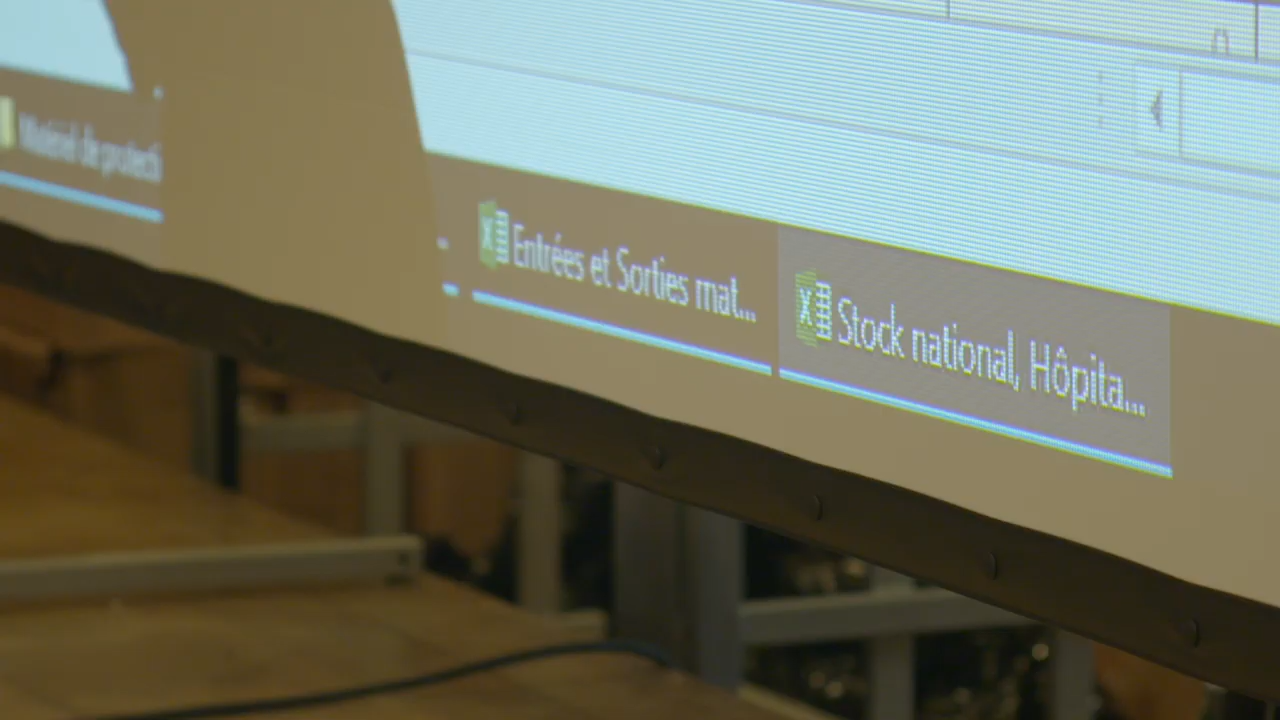 Matériel de protecti
Entrées et Sorties mat...
Stock national, Hôpita...